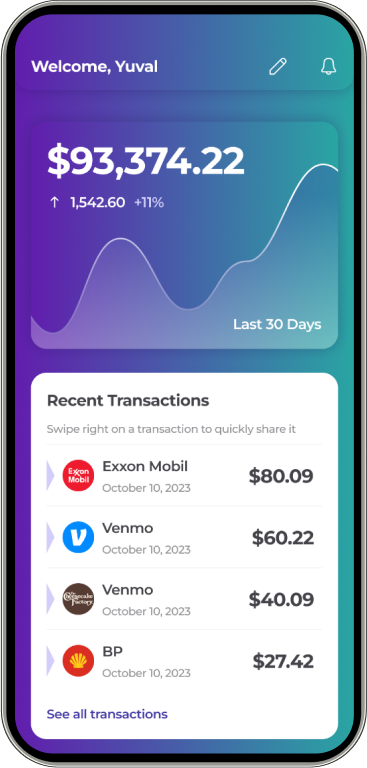 Welcome, Yuval
$93,374.22
↑ 1,542.60 +11%
Last 30 Days
Recent Transactions
Swipe right on a transaction to quickly share it
Exxon
Mobil
Exxon Mobil
$80.09
October 10, 2023
Venmo
$60.22
October 10, 2023
The
Cheesecake
Factory
Venmo
$40.09
October 10, 2023
BP
$27.42
October 10, 2023
See all transactions